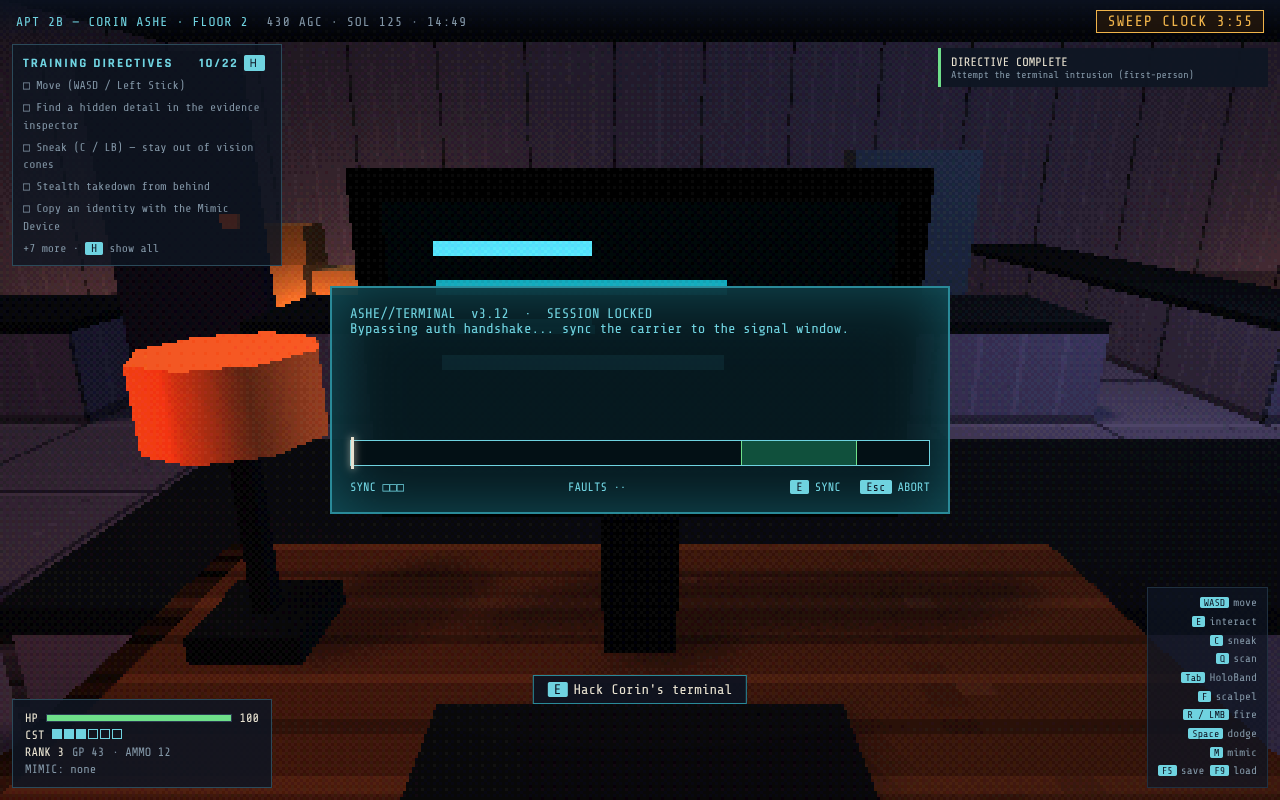 APT 2B — CORIN ASHE · FLOOR 2 430 AGC · SOL 125 · 14:49
SWEEP CLOCK 3:55
TRAINING DIRECTIVES 10/22 H
□ Move (WASD / Left Stick)
□ Find a hidden detail in the evidence
inspector
□ Sneak (C / LB) — stay out of vision
cones
□ Stealth takedown from behind
□ Copy an identity with the Mimic
Device
+7 more · H show all
DIRECTIVE COMPLETE
Attempt the terminal intrusion (first-person)
ASHE//TERMINAL v3.12 · SESSION LOCKED
Bypassing auth handshake... sync the carrier to the signal window.
SYNC □□□ FAULTS ·· E SYNC Esc ABORT
E Hack Corin's terminal
HP 100
CST
RANK 3 GP 43 · AMMO 12
MIMIC: none
WASD move
E interact
C sneak
Q scan
Tab HoloBand
F scalpel
R / LMB fire
Space dodge
M mimic
F5 save F9 load